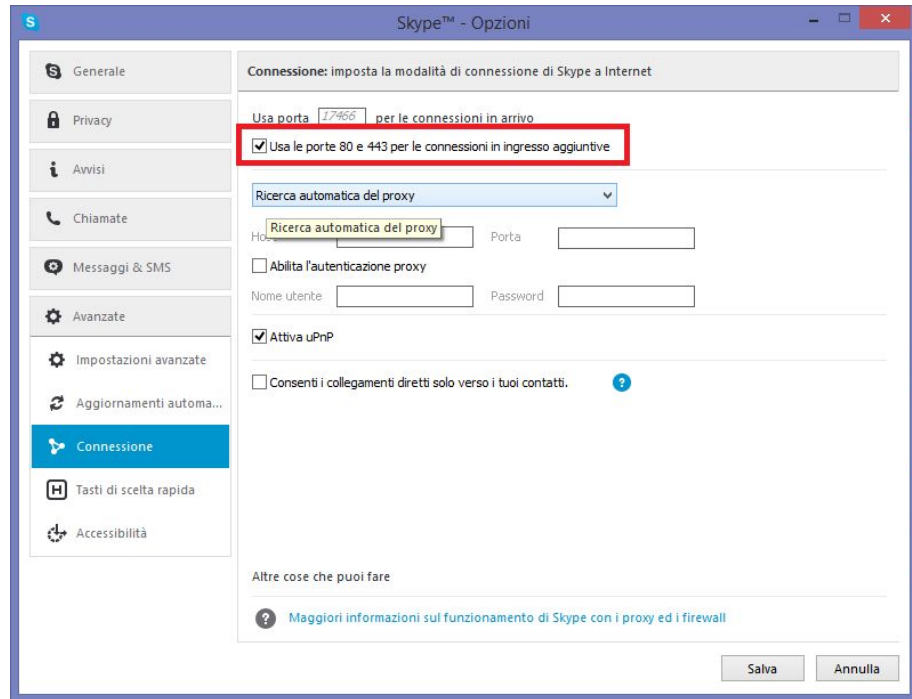 Skype™ - Opzioni
Generale
Privacy
Avvisi
Chiamate
Messaggi & SMS
Avanzate
Impostazioni avanzate
Aggiornamenti automa...
Connessione
Tasti di scelta rapida
Accessibilità
Connessione: imposta la modalità di connessione di Skype a Internet
Usa porta 17466 per le connessioni in arrivo
Usa le porte 80 e 443 per le connessioni in ingresso aggiuntive
Ricerca automatica del proxy
Ricerca automatica del proxy
Porta
Abilita l'autenticazione proxy
Nome utente Password
Attiva uPnP
Consenti i collegamenti diretti solo verso i tuoi contatti.
Altre cose che puoi fare
Maggiori informazioni sul funzionamento di Skype con i proxy ed i firewall
Salva Annulla